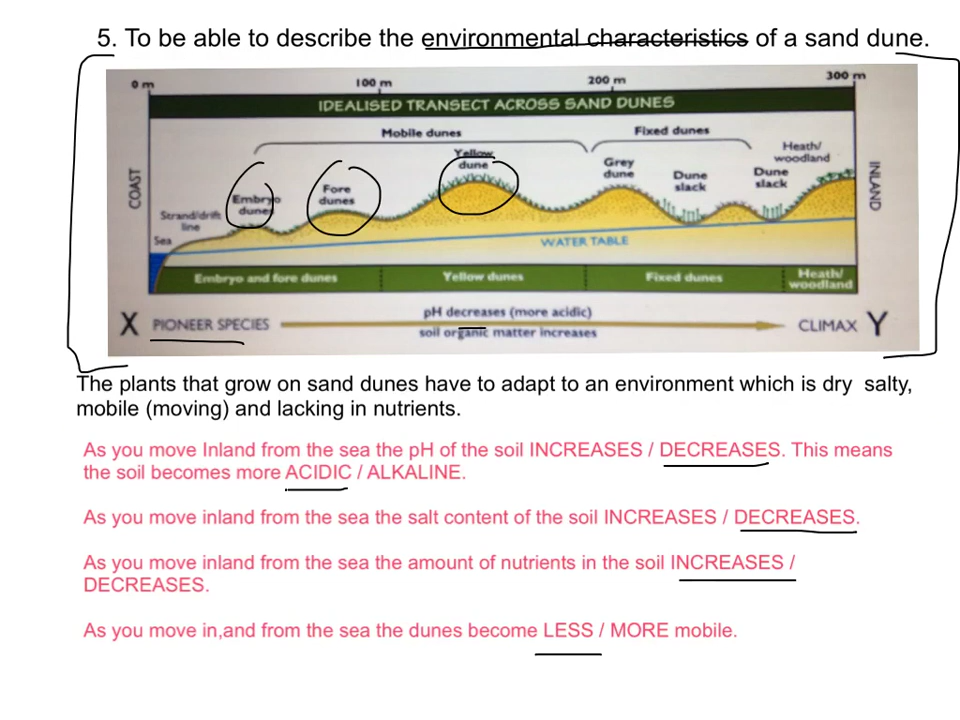 5. To be able to describe the environmental characteristics of a sand dune.
0 m 100 m 200 m 300 m
IDEALISED TRANSECT ACROSS SAND DUNES
Mobile dunes Fixed dunes
COAST
Strand/drift
line
Sea
Embryo
dunes
Fore
dunes
Yellow
dune
Grey
dune
Dune
slack
Dune
slack
Heath/
woodland
INLAND
WATER TABLE
Embryo and fore dunes Yellow dunes Fixed dunes Heath/
woodland
X PIONEER SPECIES pH decreases (more acidic) CLIMAX Y
soil organic matter increases
The plants that grow on sand dunes have to adapt to an environment which is dry salty,
mobile (moving) and lacking in nutrients.
As you move Inland from the sea the pH of the soil INCREASES / DECREASES. This means
the soil becomes more ACIDIC / ALKALINE.
As you move inland from the sea the salt content of the soil INCREASES / DECREASES.
As you move inland from the sea the amount of nutrients in the soil INCREASES /
DECREASES.
As you move in,and from the sea the dunes become LESS / MORE mobile.